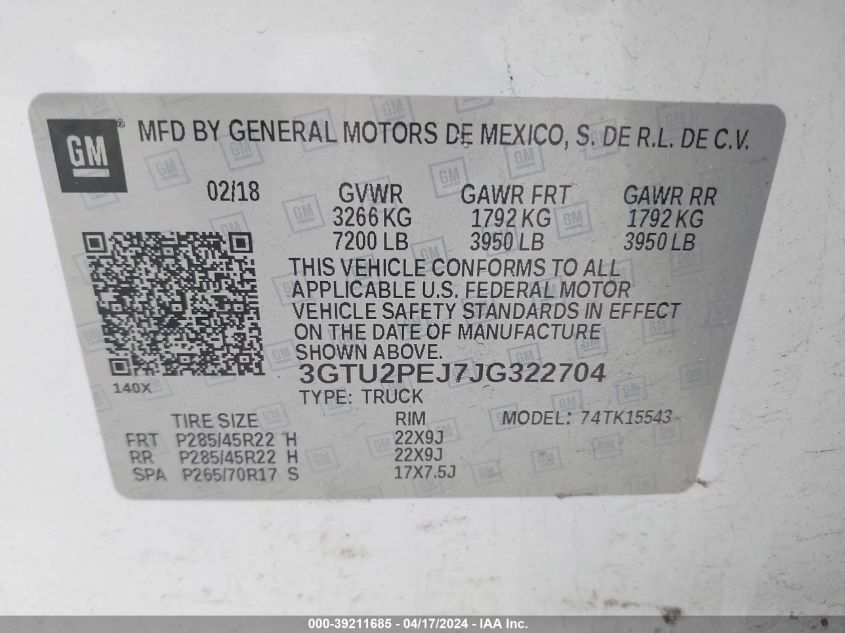 GM ® MFD BY GENERAL MOTORS DE MEXICO, S. DE R.L. DE C.V.
02/18 GVWR GAWR FRT GAWR RR
3266 KG 1792 KG 1792 KG
7200 LB 3950 LB 3950 LB
THIS VEHICLE CONFORMS TO ALL
APPLICABLE U.S. FEDERAL MOTOR
VEHICLE SAFETY STANDARDS IN EFFECT
ON THE DATE OF MANUFACTURE
SHOWN ABOVE.
3GTU2PEJ7JG322704
140X
TYPE: TRUCK
TIRE SIZE RIM MODEL: 74TK15543
FRT P285/45R22 H 22X9J
RR P285/45R22 H 22X9J
SPA P265/70R17 S 17X7.5J
000-39211685 - 04/17/2024 - IAA Inc.